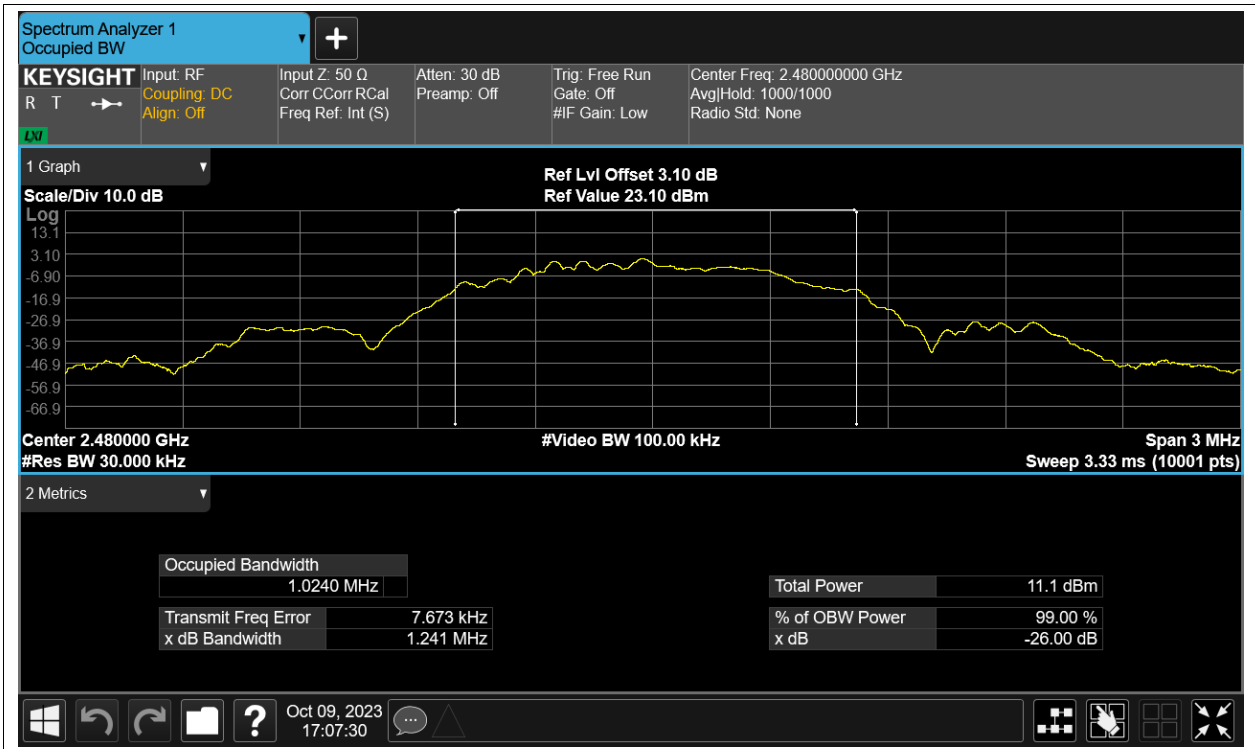 Spectrum Analyzer 1
Occupied BW
KEYSIGHT
R T
LXI
Input: RF
Coupling: DC
Align: Off
Input Z: 50 Ω
Corr CCorr RCal
Freq Ref: Int (S)
Atten: 30 dB
Preamp: Off
Trig: Free Run
Gate: Off
#IF Gain: Low
Center Freq: 2.480000000 GHz
Avg|Hold: 1000/1000
Radio Std: None
1 Graph
Scale/Div 10.0 dB
Ref Lvl Offset 3.10 dB
Ref Value 23.10 dBm
Log
13.1
3.10
-6.90
-16.9
-26.9
-36.9
-46.9
-56.9
-66.9
Center 2.480000 GHz
#Video BW 100.00 kHz
Span 3 MHz
#Res BW 30.000 kHz
Sweep 3.33 ms (10001 pts)
2 Metrics
Occupied Bandwidth
1.0240 MHz
Total Power 11.1 dBm
Transmit Freq Error 7.673 kHz
% of OBW Power 99.00 %
x dB Bandwidth 1.241 MHz
x dB -26.00 dB
?
Oct 09, 2023
17:07:30